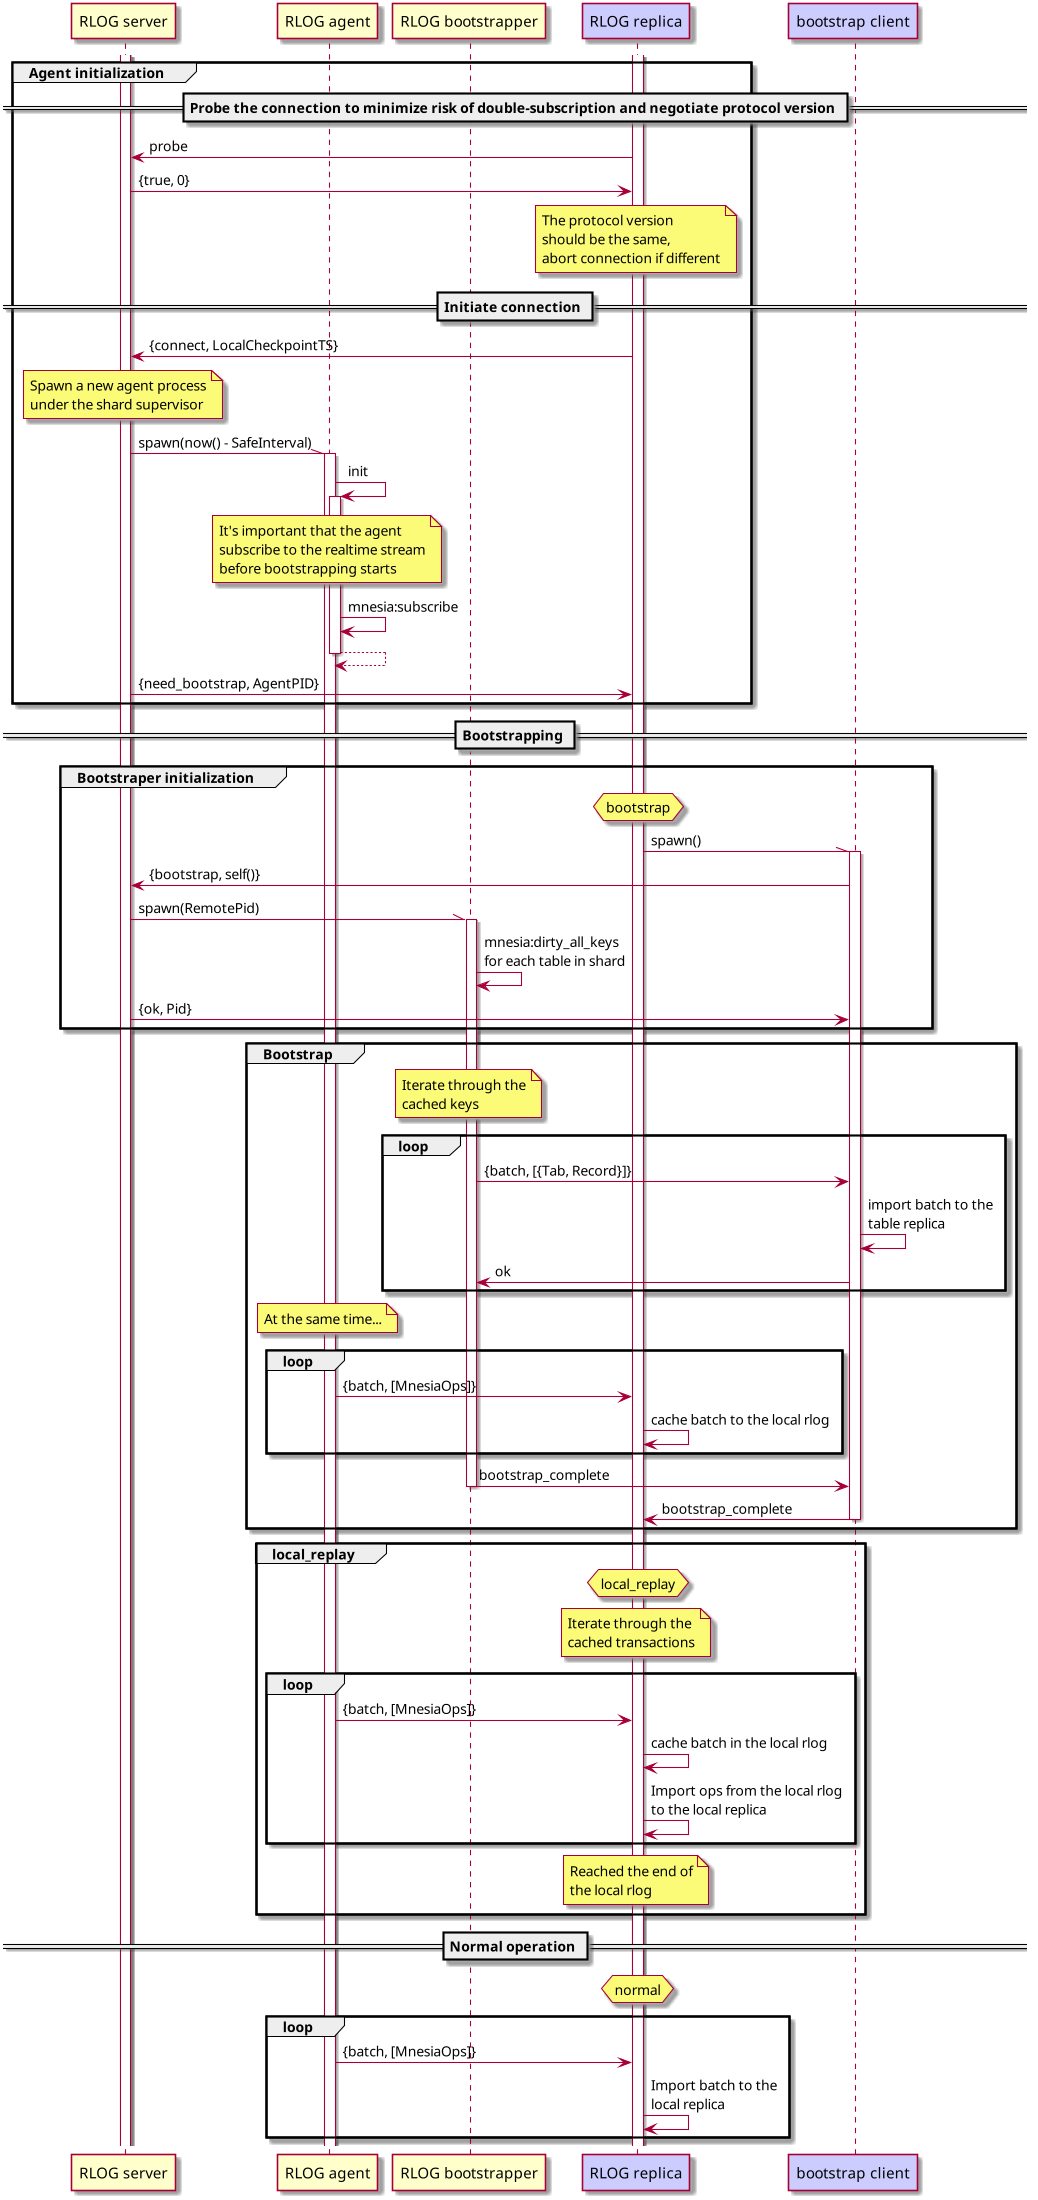 RLOG server
RLOG agent
RLOG bootstrapper
RLOG replica
bootstrap client
Agent initialization
Probe the connection to minimize risk of double-subscription and negotiate protocol version
probe
{true, 0}
The protocol version
should be the same,
abort connection if different
Initiate connection
{connect, LocalCheckpointTS}
Spawn a new agent process
under the shard supervisor
spawn(now() - SafeInterval)
init
It's important that the agent
subscribe to the realtime stream
before bootstrapping starts
mnesia:subscribe
{need_bootstrap, AgentPID}
Bootstrapping
Bootstraper initialization
bootstrap
spawn()
{bootstrap, self()}
spawn(RemotePid)
mnesia:dirty_all_keys
for each table in shard
{ok, Pid}
Bootstrap
Iterate through the
cached keys
loop
{batch, [{Tab, Record}]}
import batch to the
table replica
ok
At the same time...
loop
{batch, [MnesiaOps]}
cache batch to the local rlog
bootstrap_complete
bootstrap_complete
local_replay
local_replay
Iterate through the
cached transactions
loop
{batch, [MnesiaOps]}
cache batch in the local rlog
Import ops from the local rlog
to the local replica
Reached the end of
the local rlog
Normal operation
normal
loop
{batch, [MnesiaOps]}
Import batch to the
local replica
RLOG server
RLOG agent
RLOG bootstrapper
RLOG replica
bootstrap client